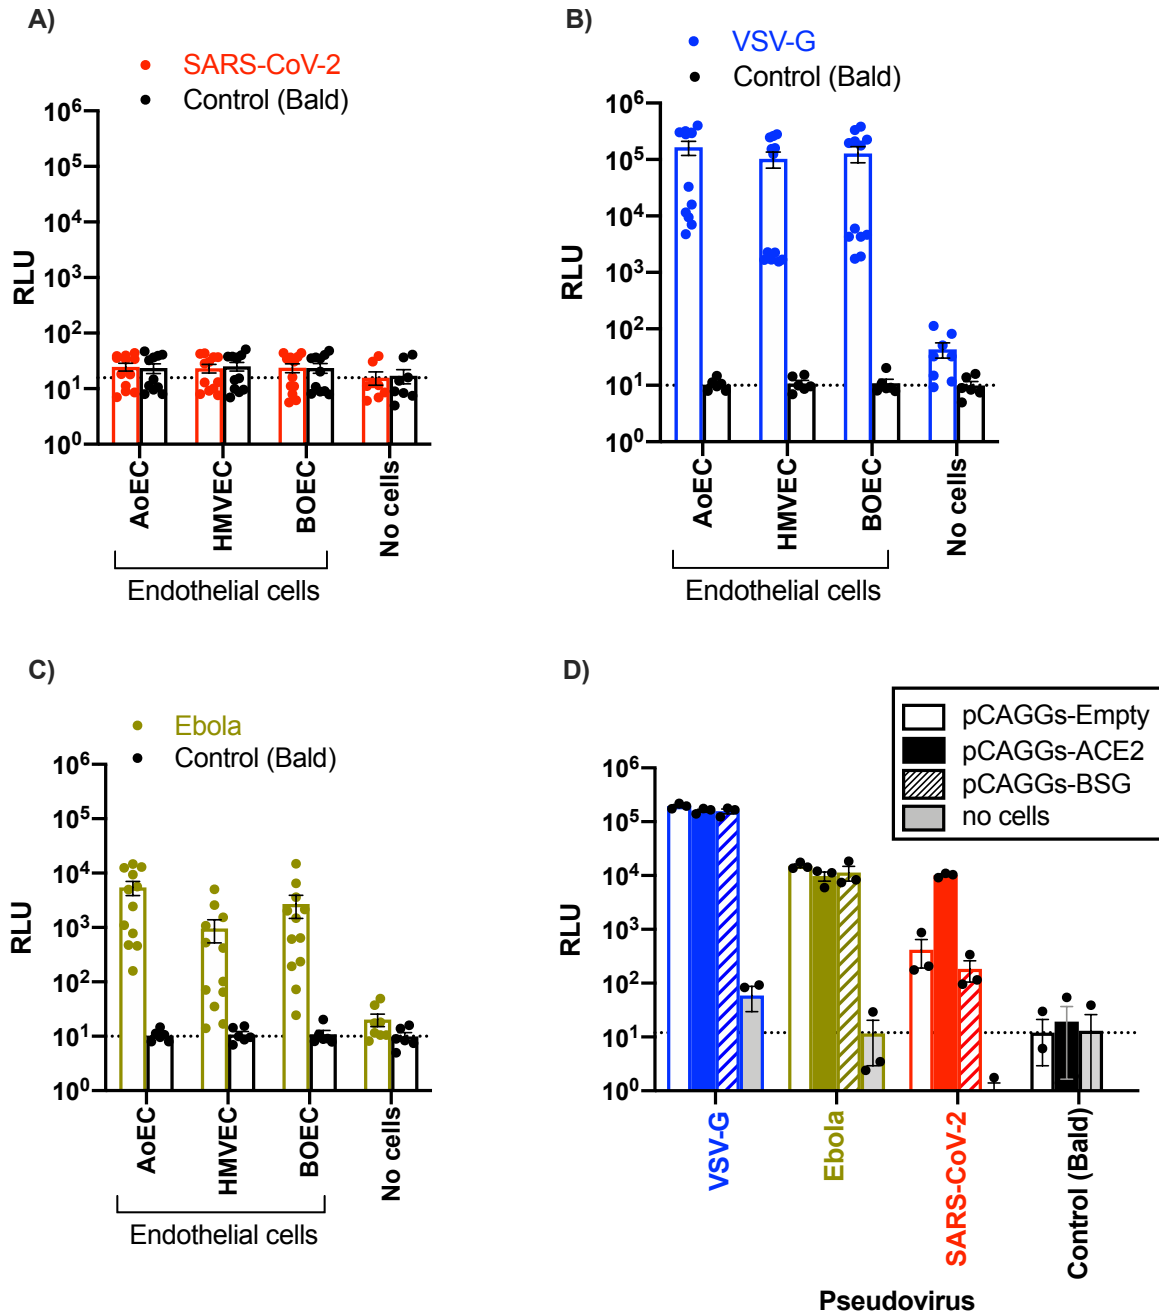 A)
SARS-CoV-2
Control (Bald)
RLU
10⁶
10⁵
10⁴
10³
10²
10¹
10⁰
AoEC
HMVEC
BOEC
No cells
Endothelial cells
B)
VSV-G
Control (Bald)
RLU
10⁶
10⁵
10⁴
10³
10²
10¹
10⁰
AoEC
HMVEC
BOEC
No cells
Endothelial cells
C)
Ebola
Control (Bald)
RLU
10⁶
10⁵
10⁴
10³
10²
10¹
10⁰
AoEC
HMVEC
BOEC
No cells
Endothelial cells
D)
pCAGGs-Empty
pCAGGs-ACE2
pCAGGs-BSG
no cells
RLU
10⁶
10⁵
10⁴
10³
10²
10¹
10⁰
VSV-G
Ebola
SARS-CoV-2
Control (Bald)
Pseudovirus